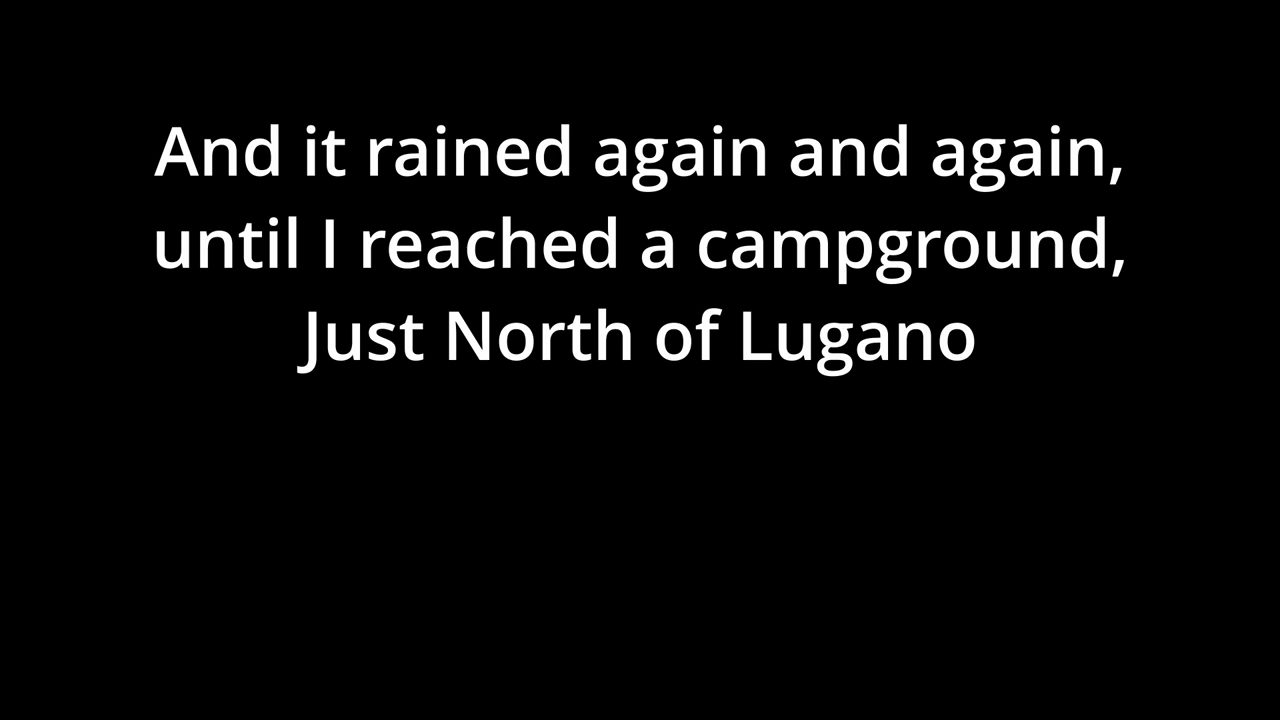 And it rained again and again,
until I reached a campground,
Just North of Lugano